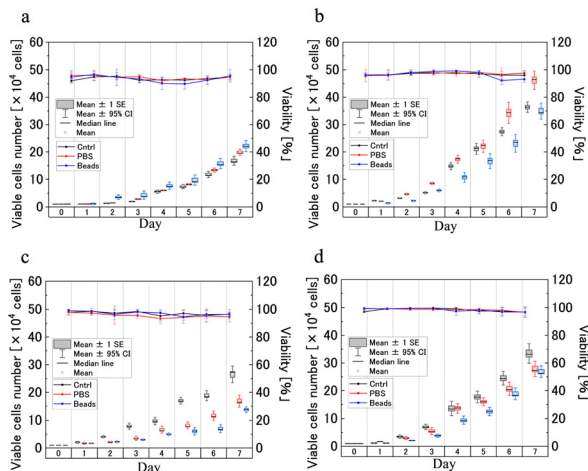 a
b
Viable cells number [×10⁴ cells]
60
50
40
30
20
10
0
Mean ± 1 SE
Mean ± 95% CI
Median line
Mean
Cntrl
PBS
Beads
0 1 2 3 4 5 6 7
Day
120
100
80
60
40
20
0
Viability [%]
Viable cells number [×10⁴ cells]
60
50
40
30
20
10
0
Mean ± 1 SE
Mean ± 95% CI
Median line
Mean
Cntrl
PBS
Beads
0 1 2 3 4 5 6 7
Day
120
100
80
60
40
20
0
Viability [%]
c
d
Viable cells number [×10⁴ cells]
60
50
40
30
20
10
0
Mean ± 1 SE
Mean ± 95% CI
Median line
Mean
Cntrl
PBS
Beads
0 1 2 3 4 5 6 7
Day
120
100
80
60
40
20
0
Viability [%]
Viable cells number [×10⁴ cells]
60
50
40
30
20
10
0
Mean ± 1 SE
Mean ± 95% CI
Median line
Mean
Cntrl
PBS
Beads
0 1 2 3 4 5 6 7
Day
120
100
80
60
40
20
0
Viability [%]